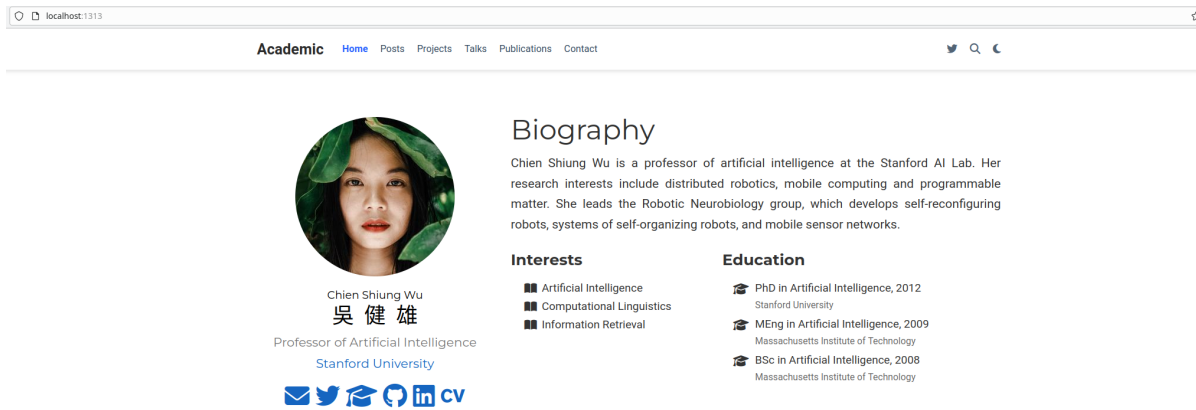 localhost:1313
Academic Home Posts Projects Talks Publications Contact
Biography
Chien Shiung Wu is a professor of artificial intelligence at the Stanford AI Lab. Her
research interests include distributed robotics, mobile computing and programmable
matter. She leads the Robotic Neurobiology group, which develops self-reconfiguring
robots, systems of self-organizing robots, and mobile sensor networks.
Chien Shiung Wu
吳健雄
Professor of Artificial Intelligence
Stanford University
CV
Interests
Artificial Intelligence
Computational Linguistics
Information Retrieval
Education
PhD in Artificial Intelligence, 2012
Stanford University
MEng in Artificial Intelligence, 2009
Massachusetts Institute of Technology
BSc in Artificial Intelligence, 2008
Massachusetts Institute of Technology